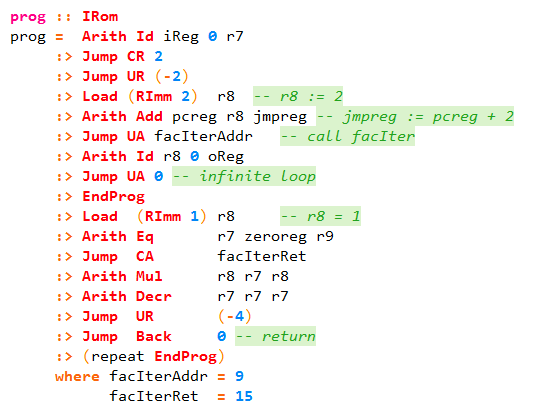 prog :: IRom
prog =  Arith Id iReg 0 r7
     :> Jump CR 2
     :> Jump UR (-2)
     :> Load (RImm 2)  r8  -- r8 := 2
     :> Arith Add pcreg r8 jmpreg -- jmpreg := pcreg + 2
     :> Jump UA facIterAddr   -- call facIter
     :> Arith Id r8 0 oReg
     :> Jump UA 0 -- infinite loop
     :> EndProg
     :> Load  (RImm 1) r8     -- r8 = 1
     :> Arith Eq       r7 zeroreg r9
     :> Jump  CA       facIterRet
     :> Arith Mul      r8 r7 r8
     :> Arith Decr     r7 r7 r7
     :> Jump  UR       (-4)
     :> Jump  Back     0 -- return
     :> (repeat EndProg)
     where facIterAddr = 9
           facIterRet  = 15